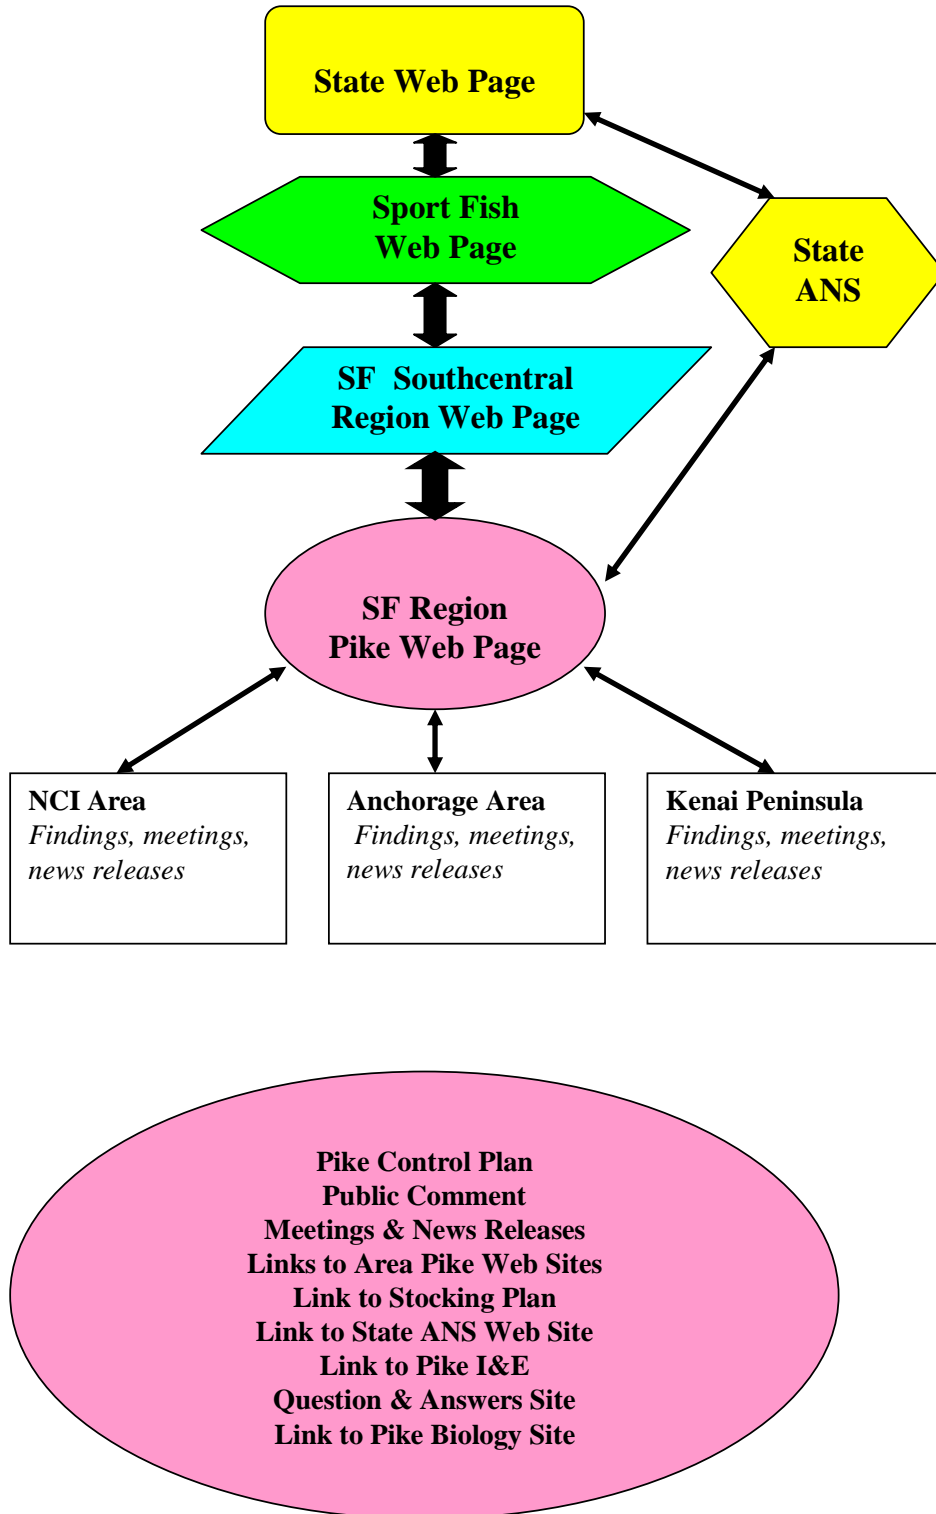 State Web Page
Sport Fish
Web Page
State
ANS
SF  Southcentral
Region Web Page
SF Region
Pike Web Page
NCI Area
Findings, meetings,
news releases
Anchorage Area
Findings, meetings,
news releases
Kenai Peninsula
Findings, meetings,
news releases
Pike Control Plan
Public Comment
Meetings & News Releases
Links to Area Pike Web Sites
Link to Stocking Plan
Link to State ANS Web Site
Link to Pike I&E
Question & Answers Site
Link to Pike Biology Site